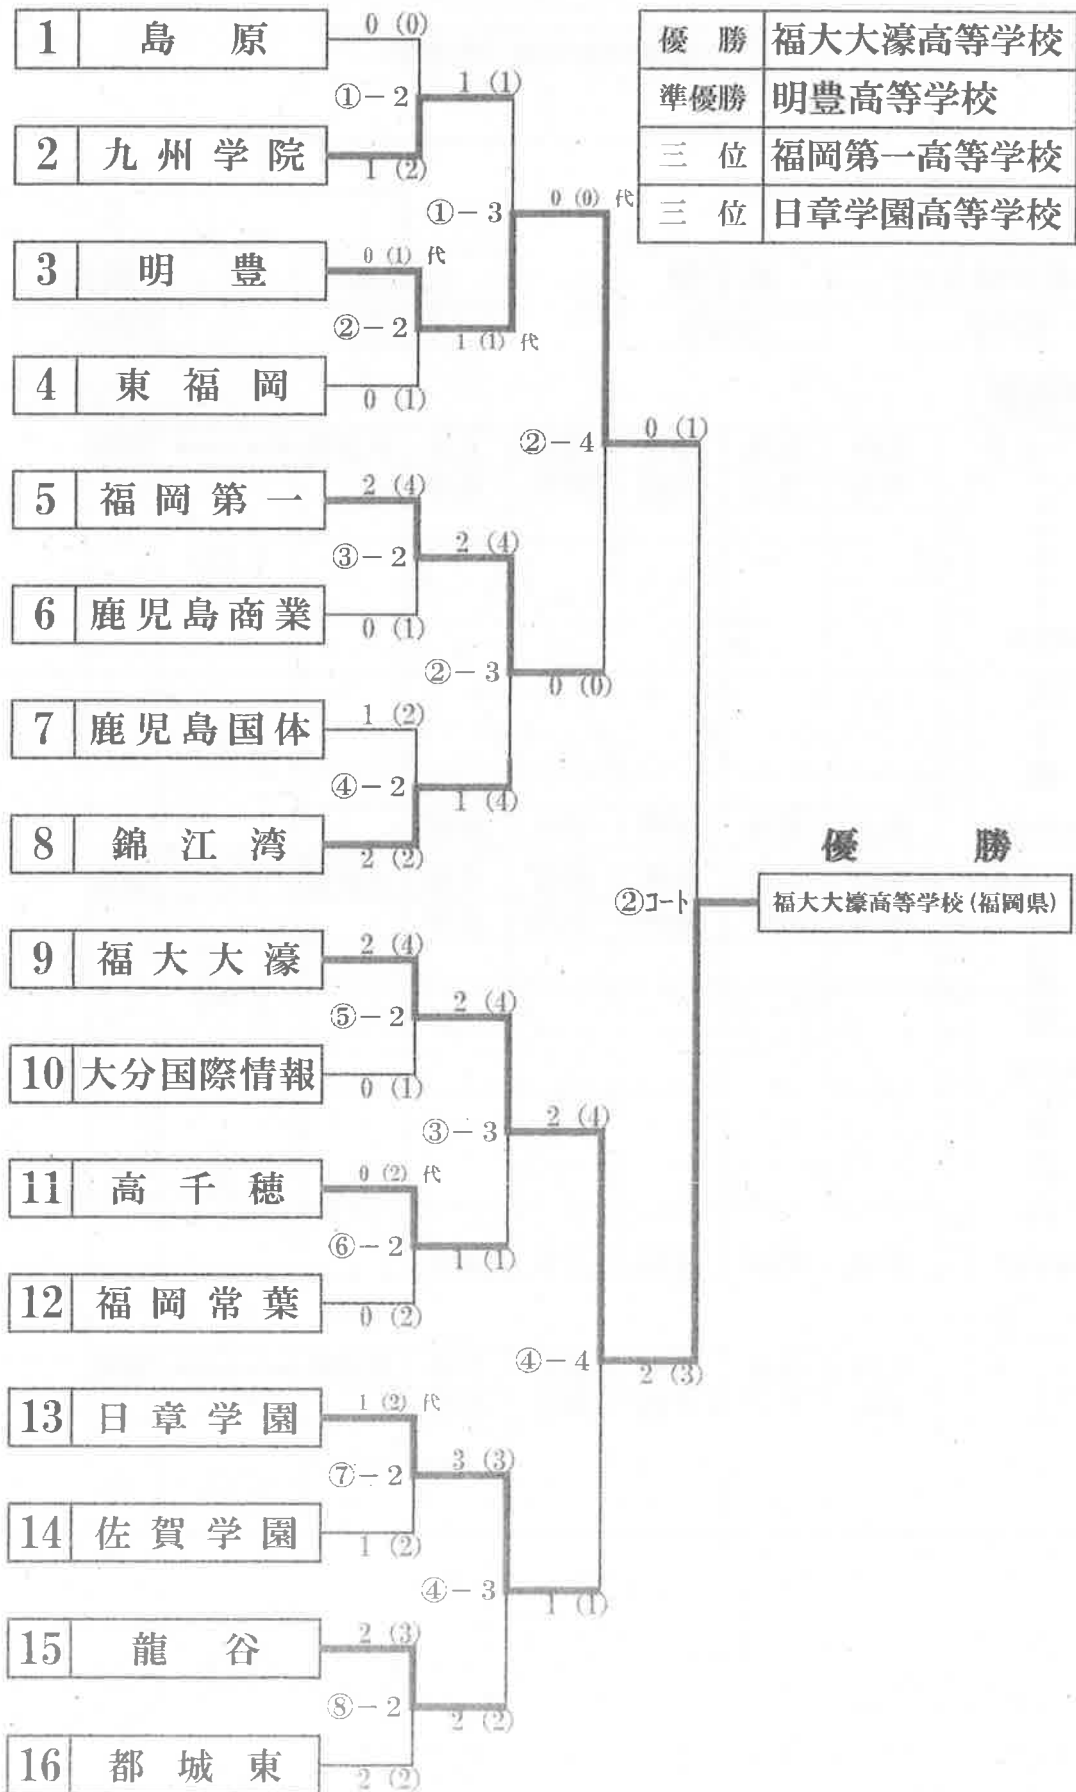 優勝 福大大濠高等学校
準優勝 明豊高等学校
三位 福岡第一高等学校
三位 日章学園高等学校
1 島原
0 (0)
①-2
1 (1)
2 九州学院
1 (2)
①-3
0 (0) 代
3 明豊
0 (1) 代
②-2
1 (1) 代
4 東福岡
0 (1)
②-4
0 (1)
5 福岡第一
2 (4)
③-2
2 (4)
6 鹿児島商業
0 (1)
②-3
0 (0)
7 鹿児島国体
1 (2)
④-2
1 (4)
8 錦江湾
2 (2)
優勝
②コート
福大大濠高等学校(福岡県)
9 福大大濠
2 (4)
⑤-2
2 (4)
10 大分国際情報
0 (1)
③-3
2 (4)
11 高千穂
0 (2) 代
⑥-2
1 (1)
12 福岡常葉
0 (2)
④-4
2 (3)
13 日章学園
1 (2) 代
⑦-2
3 (3)
14 佐賀学園
1 (2)
④-3
1 (1)
15 龍谷
2 (3)
⑧-2
2 (2)
16 都城東
2 (2)